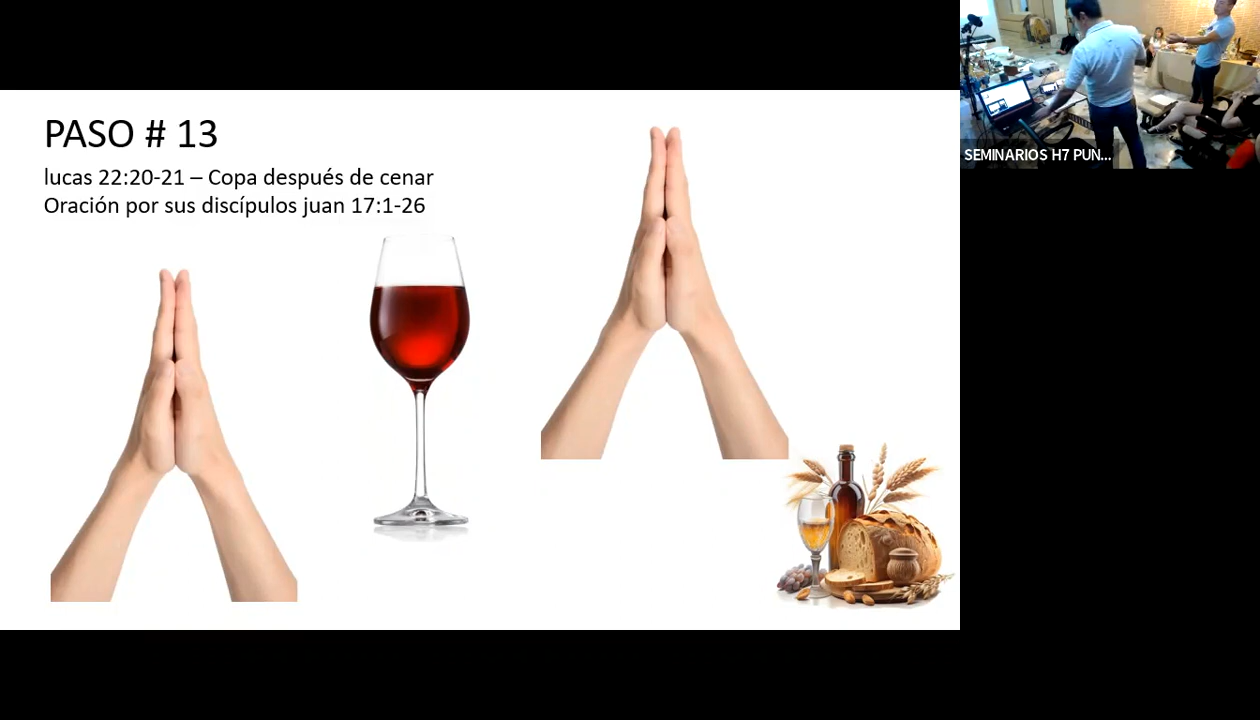 PASO # 13
lucas 22:20-21 – Copa después de cenar
Oración por sus discípulos juan 17:1-26
SEMINARIOS H7 PUN...